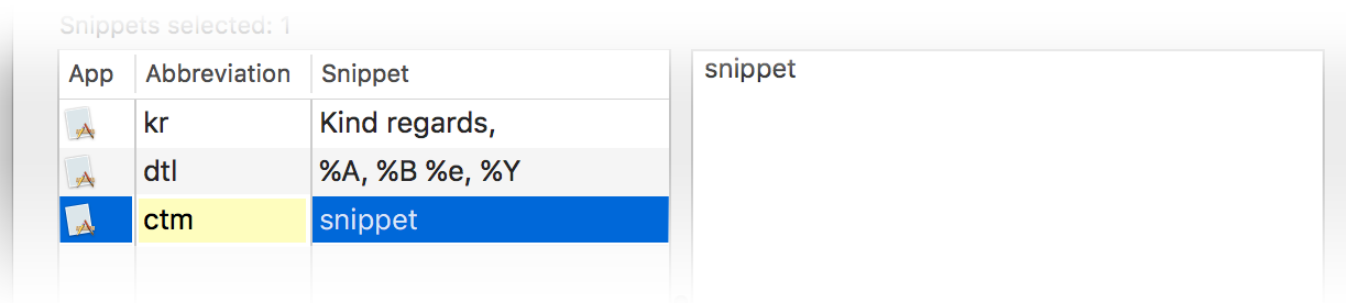 Snippets selected: 1
App Abbreviation Snippet
kr Kind regards,
dtl %A, %B %e, %Y
ctm snippet
snippet